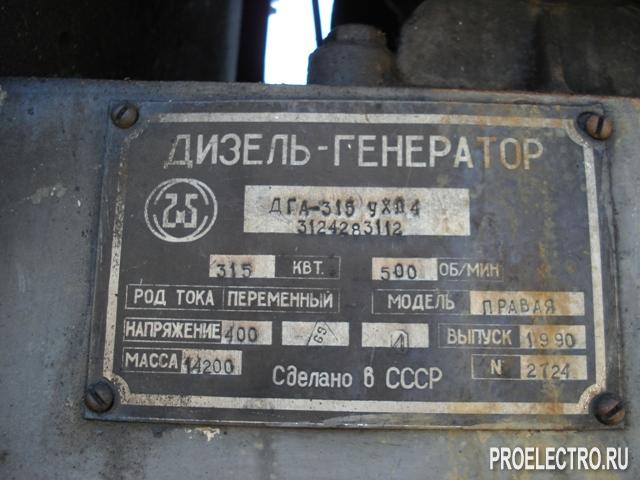 ДИЗЕЛЬ-ГЕНЕРАТОР
ДГА-315 УХЛ4
3124283112
315 КВТ. 500 ОБ/МИН
РОД ТОКА ПЕРЕМЕННЫЙ МОДЕЛЬ ПРАВАЯ
НАПРЯЖЕНИЕ 400 И ВЫПУСК 1990
МАССА 14200 N 2724
Сделано в СССР
PROELECTRO.RU